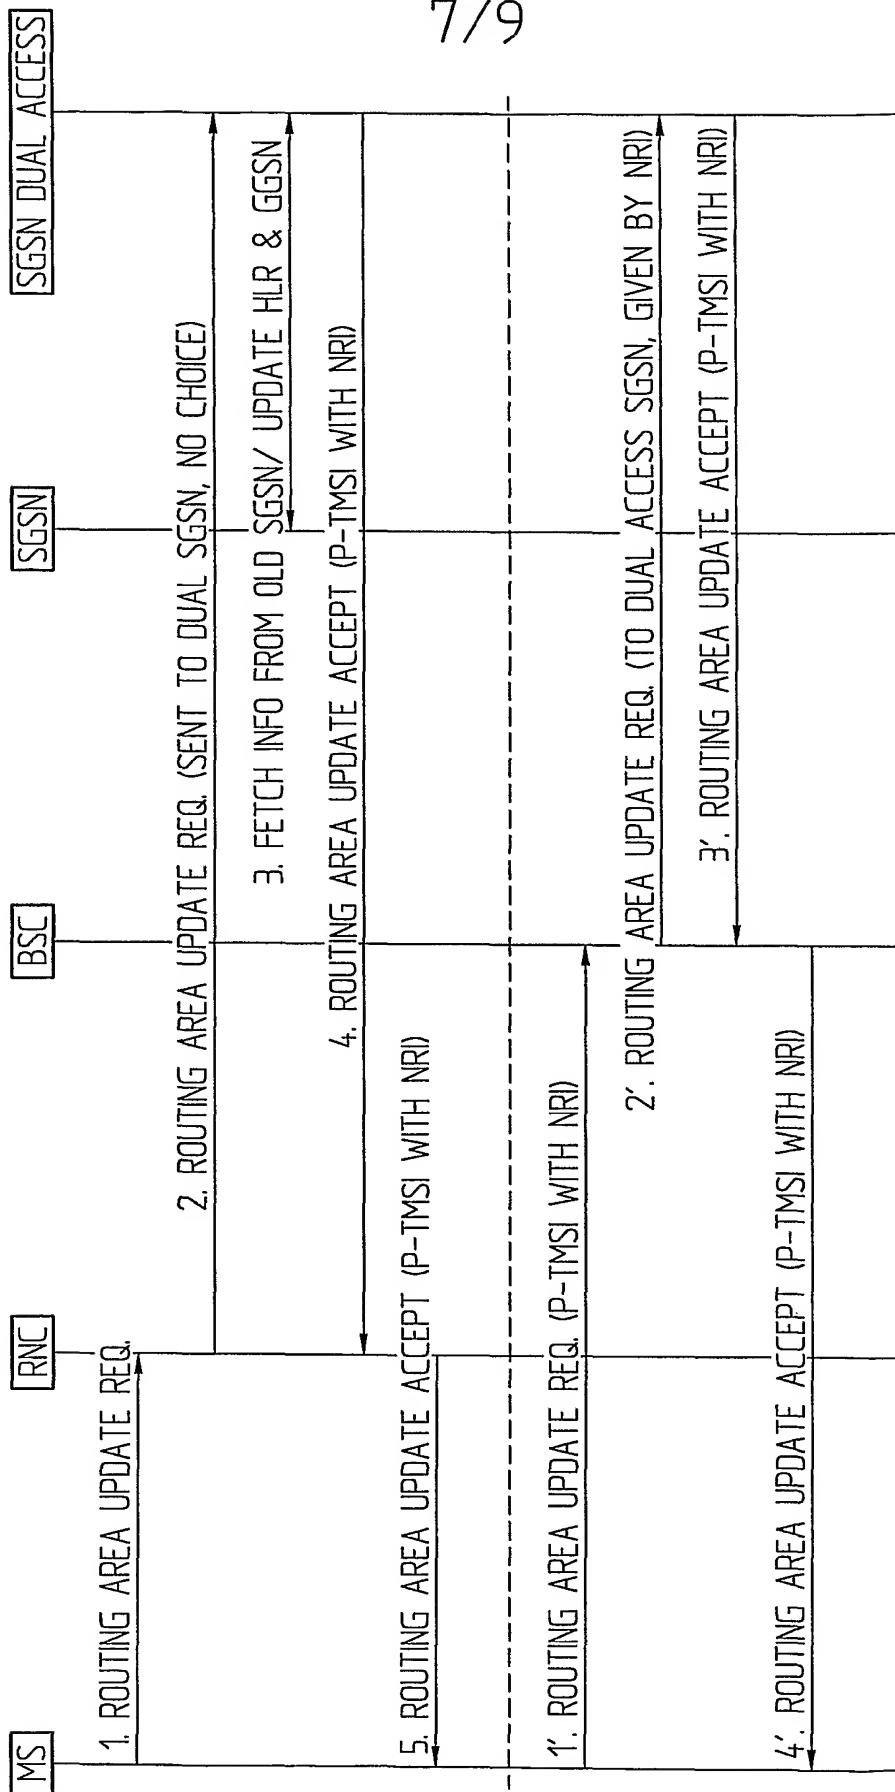 7/9
MS
RNC
BSC
SGSN
SGSN DUAL ACCESS
1. ROUTING AREA UPDATE REQ.
2. ROUTING AREA UPDATE REQ. (SENT TO DUAL SGSN, NO CHOICE)
3. FETCH INFO FROM OLD SGSN/ UPDATE HLR & GGSN
4. ROUTING AREA UPDATE ACCEPT (P-TMSI WITH NRI)
5. ROUTING AREA UPDATE ACCEPT (P-TMSI WITH NRI)
1'. ROUTING AREA UPDATE REQ. (P-TMSI WITH NRI)
2'. ROUTING AREA UPDATE REQ. (TO DUAL ACCESS SGSN, GIVEN BY NRI)
3'. ROUTING AREA UPDATE ACCEPT (P-TMSI WITH NRI)
4'. ROUTING AREA UPDATE ACCEPT (P-TMSI WITH NRI)